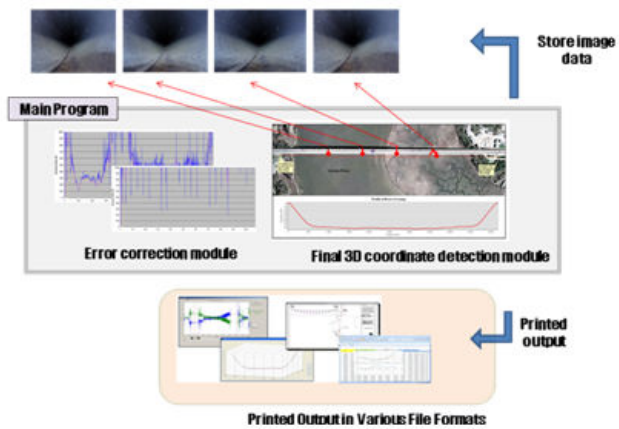 Store image
data
Main Program
Error correction module
Final 3D coordinate detection module
Printed
output
Printed Output in Various File Formats